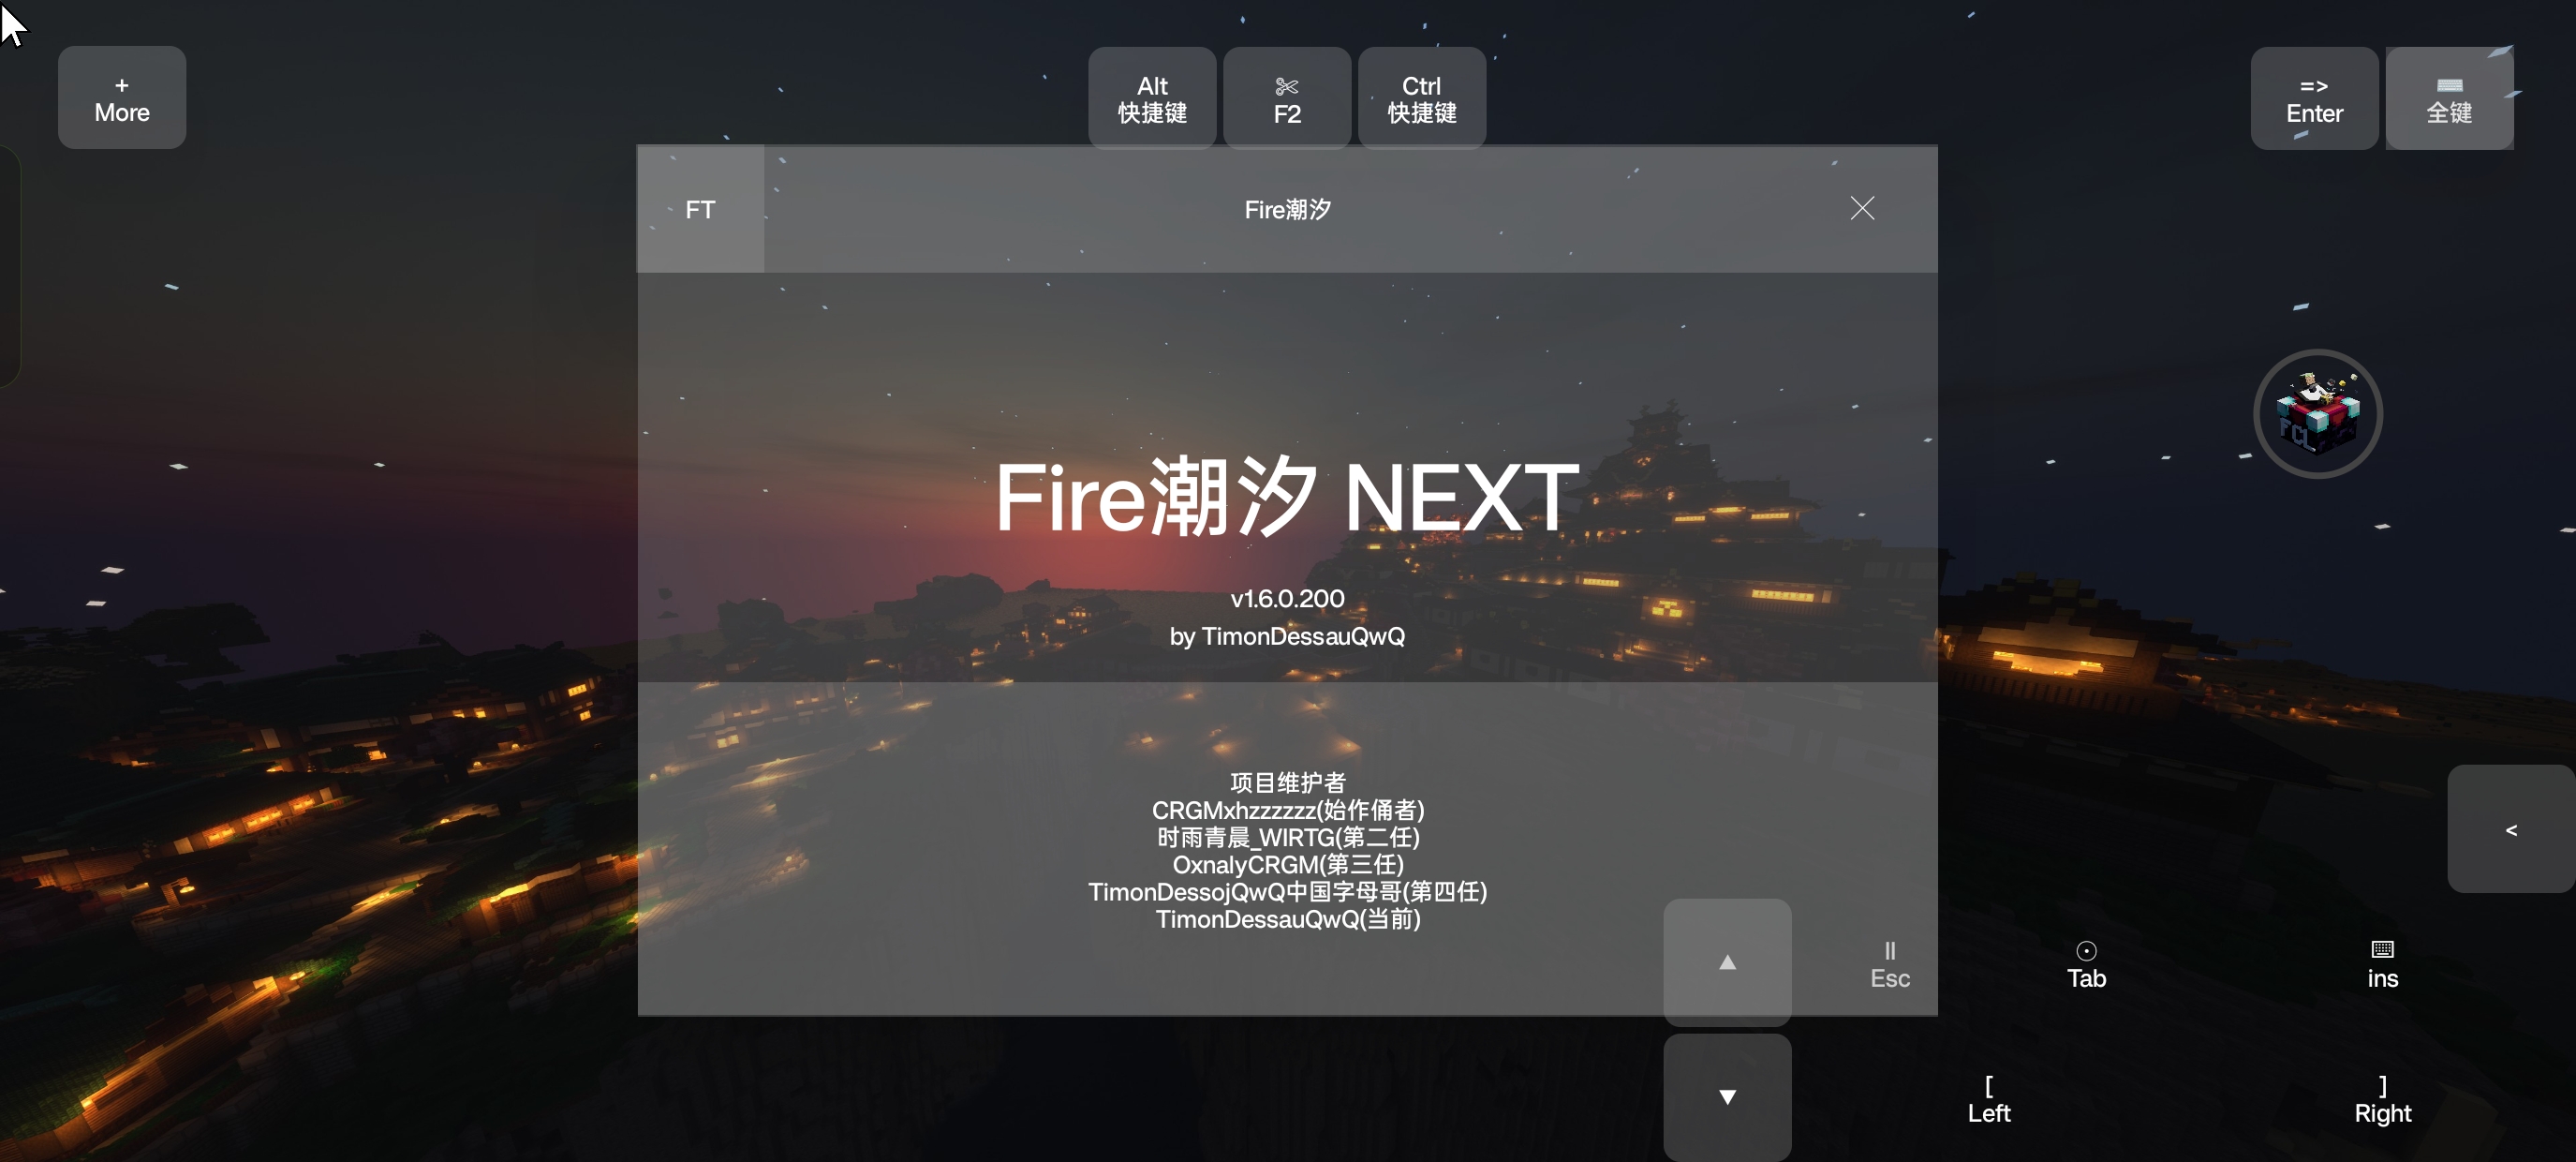 +
More
Alt
快捷键
F2
Ctrl
快捷键
=>
Enter
全键
FT
Fire潮汐
Fire潮汐 NEXT
v1.6.0.200
by TimonDessauQwQ
FCL
项目维护者
CRGMxhzzzzzz(始作俑者)
时雨青晨_WIRTG(第二任)
OxnalyCRGM(第三任)
TimonDessojQwQ中国字母哥(第四任)
TimonDessauQwQ(当前)
<
▲
II
Esc
Tab
ins
▼
[
Left
]
Right